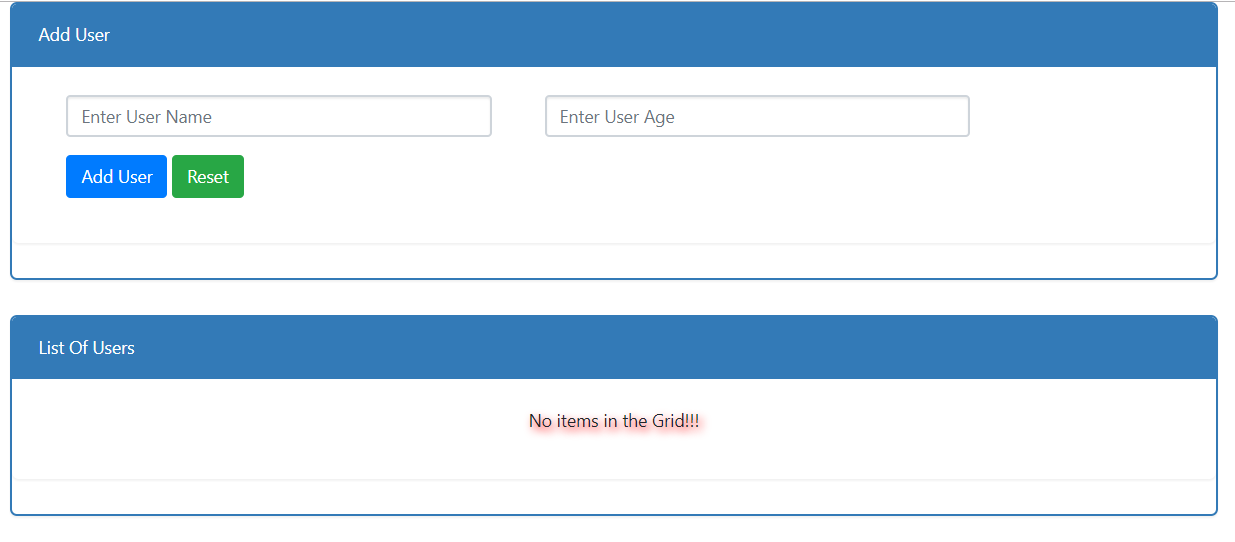 Add User
Enter User Name Enter User Age
Add User Reset
List Of Users
No items in the Grid!!!